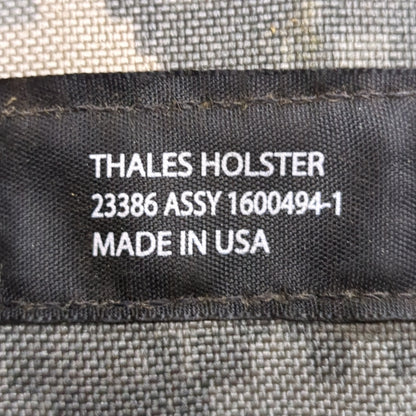 THALES HOLSTER
23386 ASSY 1600494-1
MADE IN USA